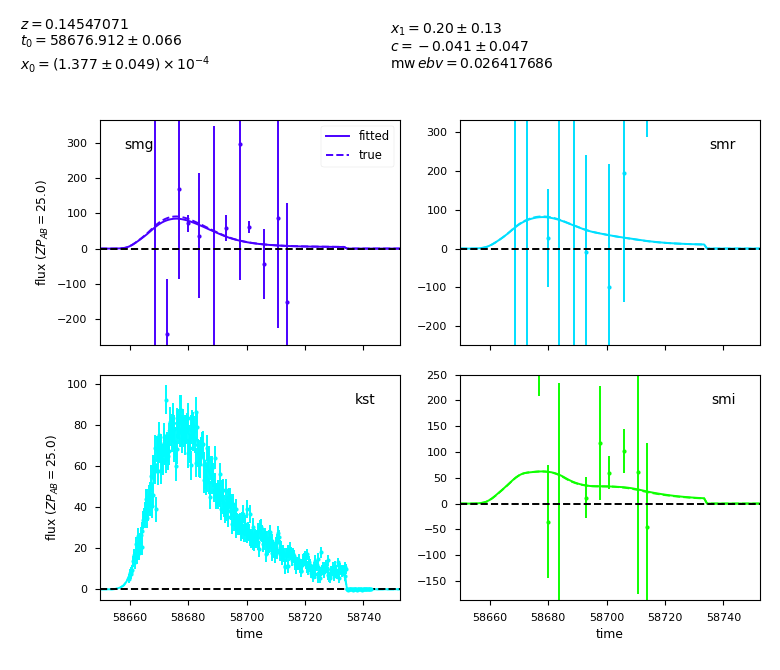 z = 0.14547071
t0 = 58676.912 ± 0.066
x0 = (1.377 ± 0.049) × 10^−4
x1 = 0.20 ± 0.13
c = −0.041 ± 0.047
mw ebv = 0.026417686
smg
fitted
true
300
200
100
0
−100
−200
flux (ZP_AB = 25.0)
smr
300
200
100
0
−100
−200
kst
100
80
60
40
20
0
flux (ZP_AB = 25.0)
58660 58680 58700 58720 58740
time
smi
250
200
150
100
50
0
−50
−100
−150
58660 58680 58700 58720 58740
time